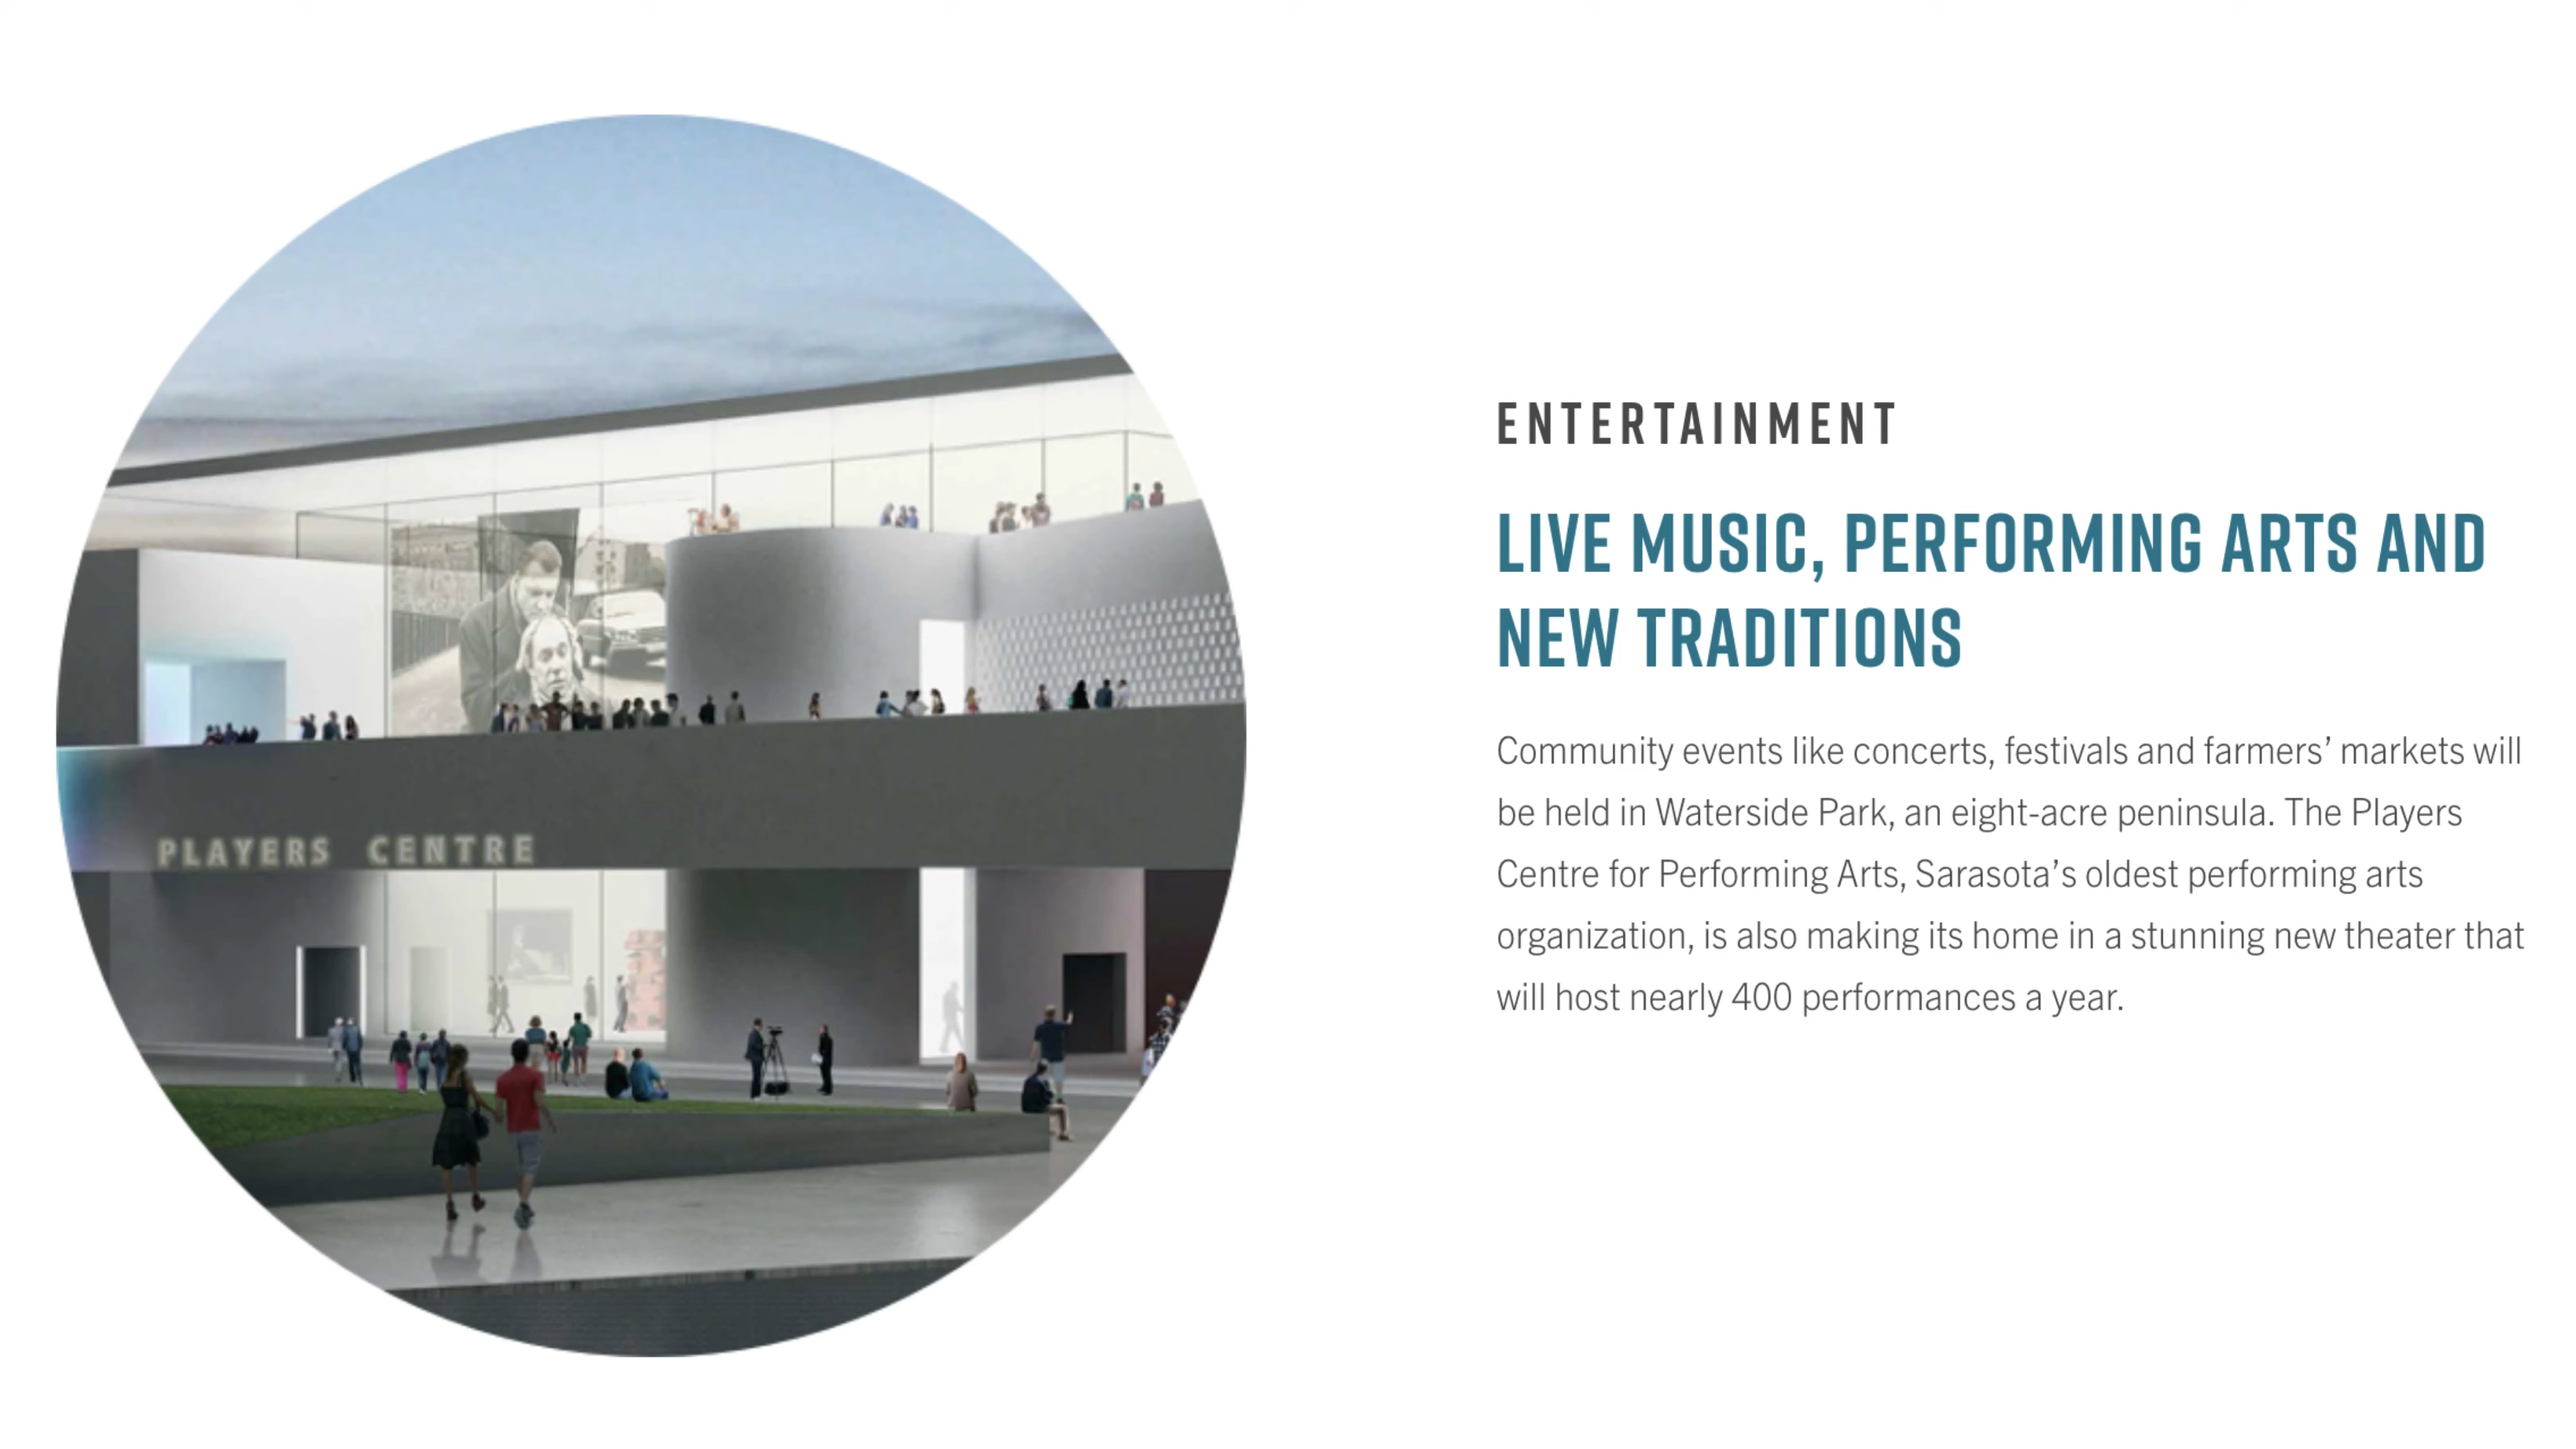 PLAYERS CENTRE
ENTERTAINMENT
LIVE MUSIC, PERFORMING ARTS AND
NEW TRADITIONS
Community events like concerts, festivals and farmers’ markets will
be held in Waterside Park, an eight-acre peninsula. The Players
Centre for Performing Arts, Sarasota’s oldest performing arts
organization, is also making its home in a stunning new theater that
will host nearly 400 performances a year.